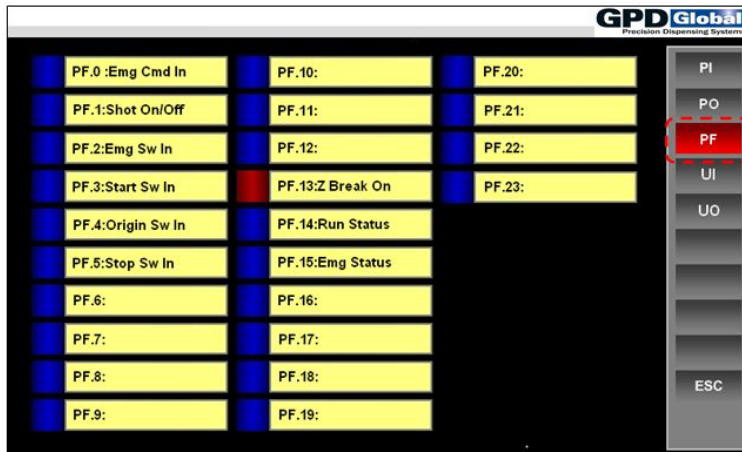 GPD Global
Precision Dispensing Systems
PF.0 :Emg Cmd In
PF.1:Shot On/Off
PF.2:Emg Sw In
PF.3:Start Sw In
PF.4:Origin Sw In
PF.5:Stop Sw In
PF.6:
PF.7:
PF.8:
PF.9:
PF.10:
PF.11:
PF.12:
PF.13:Z Break On
PF.14:Run Status
PF.15:Emg Status
PF.16:
PF.17:
PF.18:
PF.19:
PF.20:
PF.21:
PF.22:
PF.23:
PI
PO
PF
UI
UO
ESC